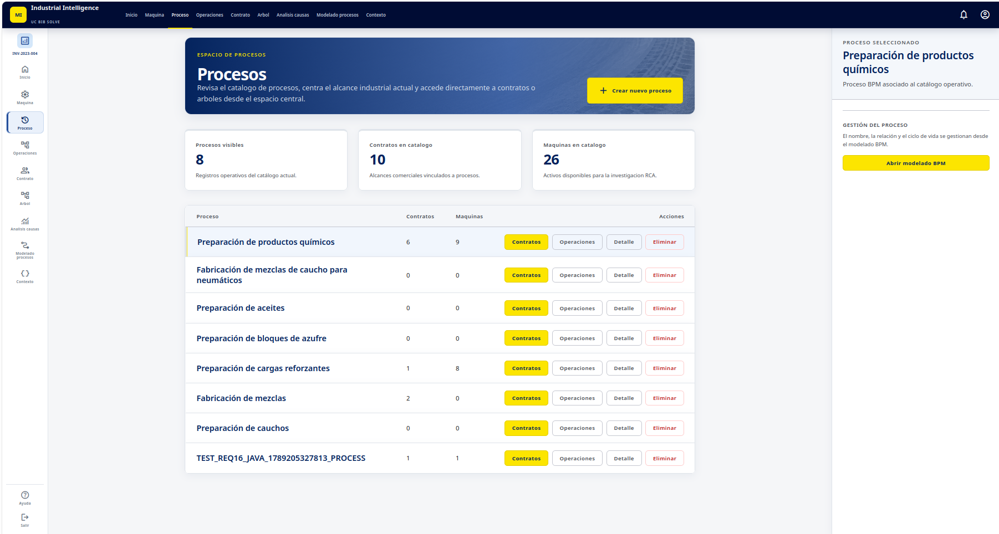 MI
Industrial Intelligence
UC BIB SOLVE
Inicio Maquina Proceso Operaciones Contrato Arbol Analisis causas Modelado procesos Contexto
INV-2023-004
Inicio
Maquina
Proceso
Operaciones
Contrato
Arbol
Analisis causas
Modelado
procesos
Contexto
Ayuda
Salir
ESPACIO DE PROCESOS
Procesos
Revisa el catalogo de procesos, centra el alcance industrial actual y accede directamente a contratos o
arboles desde el espacio central.
Crear nuevo proceso
Procesos visibles
8
Registros operativos del catálogo actual.
Contratos en catalogo
10
Alcances comerciales vinculados a procesos.
Maquinas en catalogo
26
Activos disponibles para la investigacion RCA.
Proceso Contratos Maquinas Acciones
Preparación de productos químicos 6 9 Contratos Operaciones Detalle Eliminar
Fabricación de mezclas de caucho para
neumáticos 0 0 Contratos Operaciones Detalle Eliminar
Preparación de aceites 0 0 Contratos Operaciones Detalle Eliminar
Preparación de bloques de azufre 0 0 Contratos Operaciones Detalle Eliminar
Preparación de cargas reforzantes 1 8 Contratos Operaciones Detalle Eliminar
Fabricación de mezclas 2 0 Contratos Operaciones Detalle Eliminar
Preparación de cauchos 0 0 Contratos Operaciones Detalle Eliminar
TEST_REQ16_JAVA_1789205327813_PROCESS 1 1 Contratos Operaciones Detalle Eliminar
PROCESO SELECCIONADO
Preparación de productos
químicos
Proceso BPM asociado al catálogo operativo.
GESTIÓN DEL PROCESO
El nombre, la relación y el ciclo de vida se gestionan desde
el modelado BPM.
Abrir modelado BPM